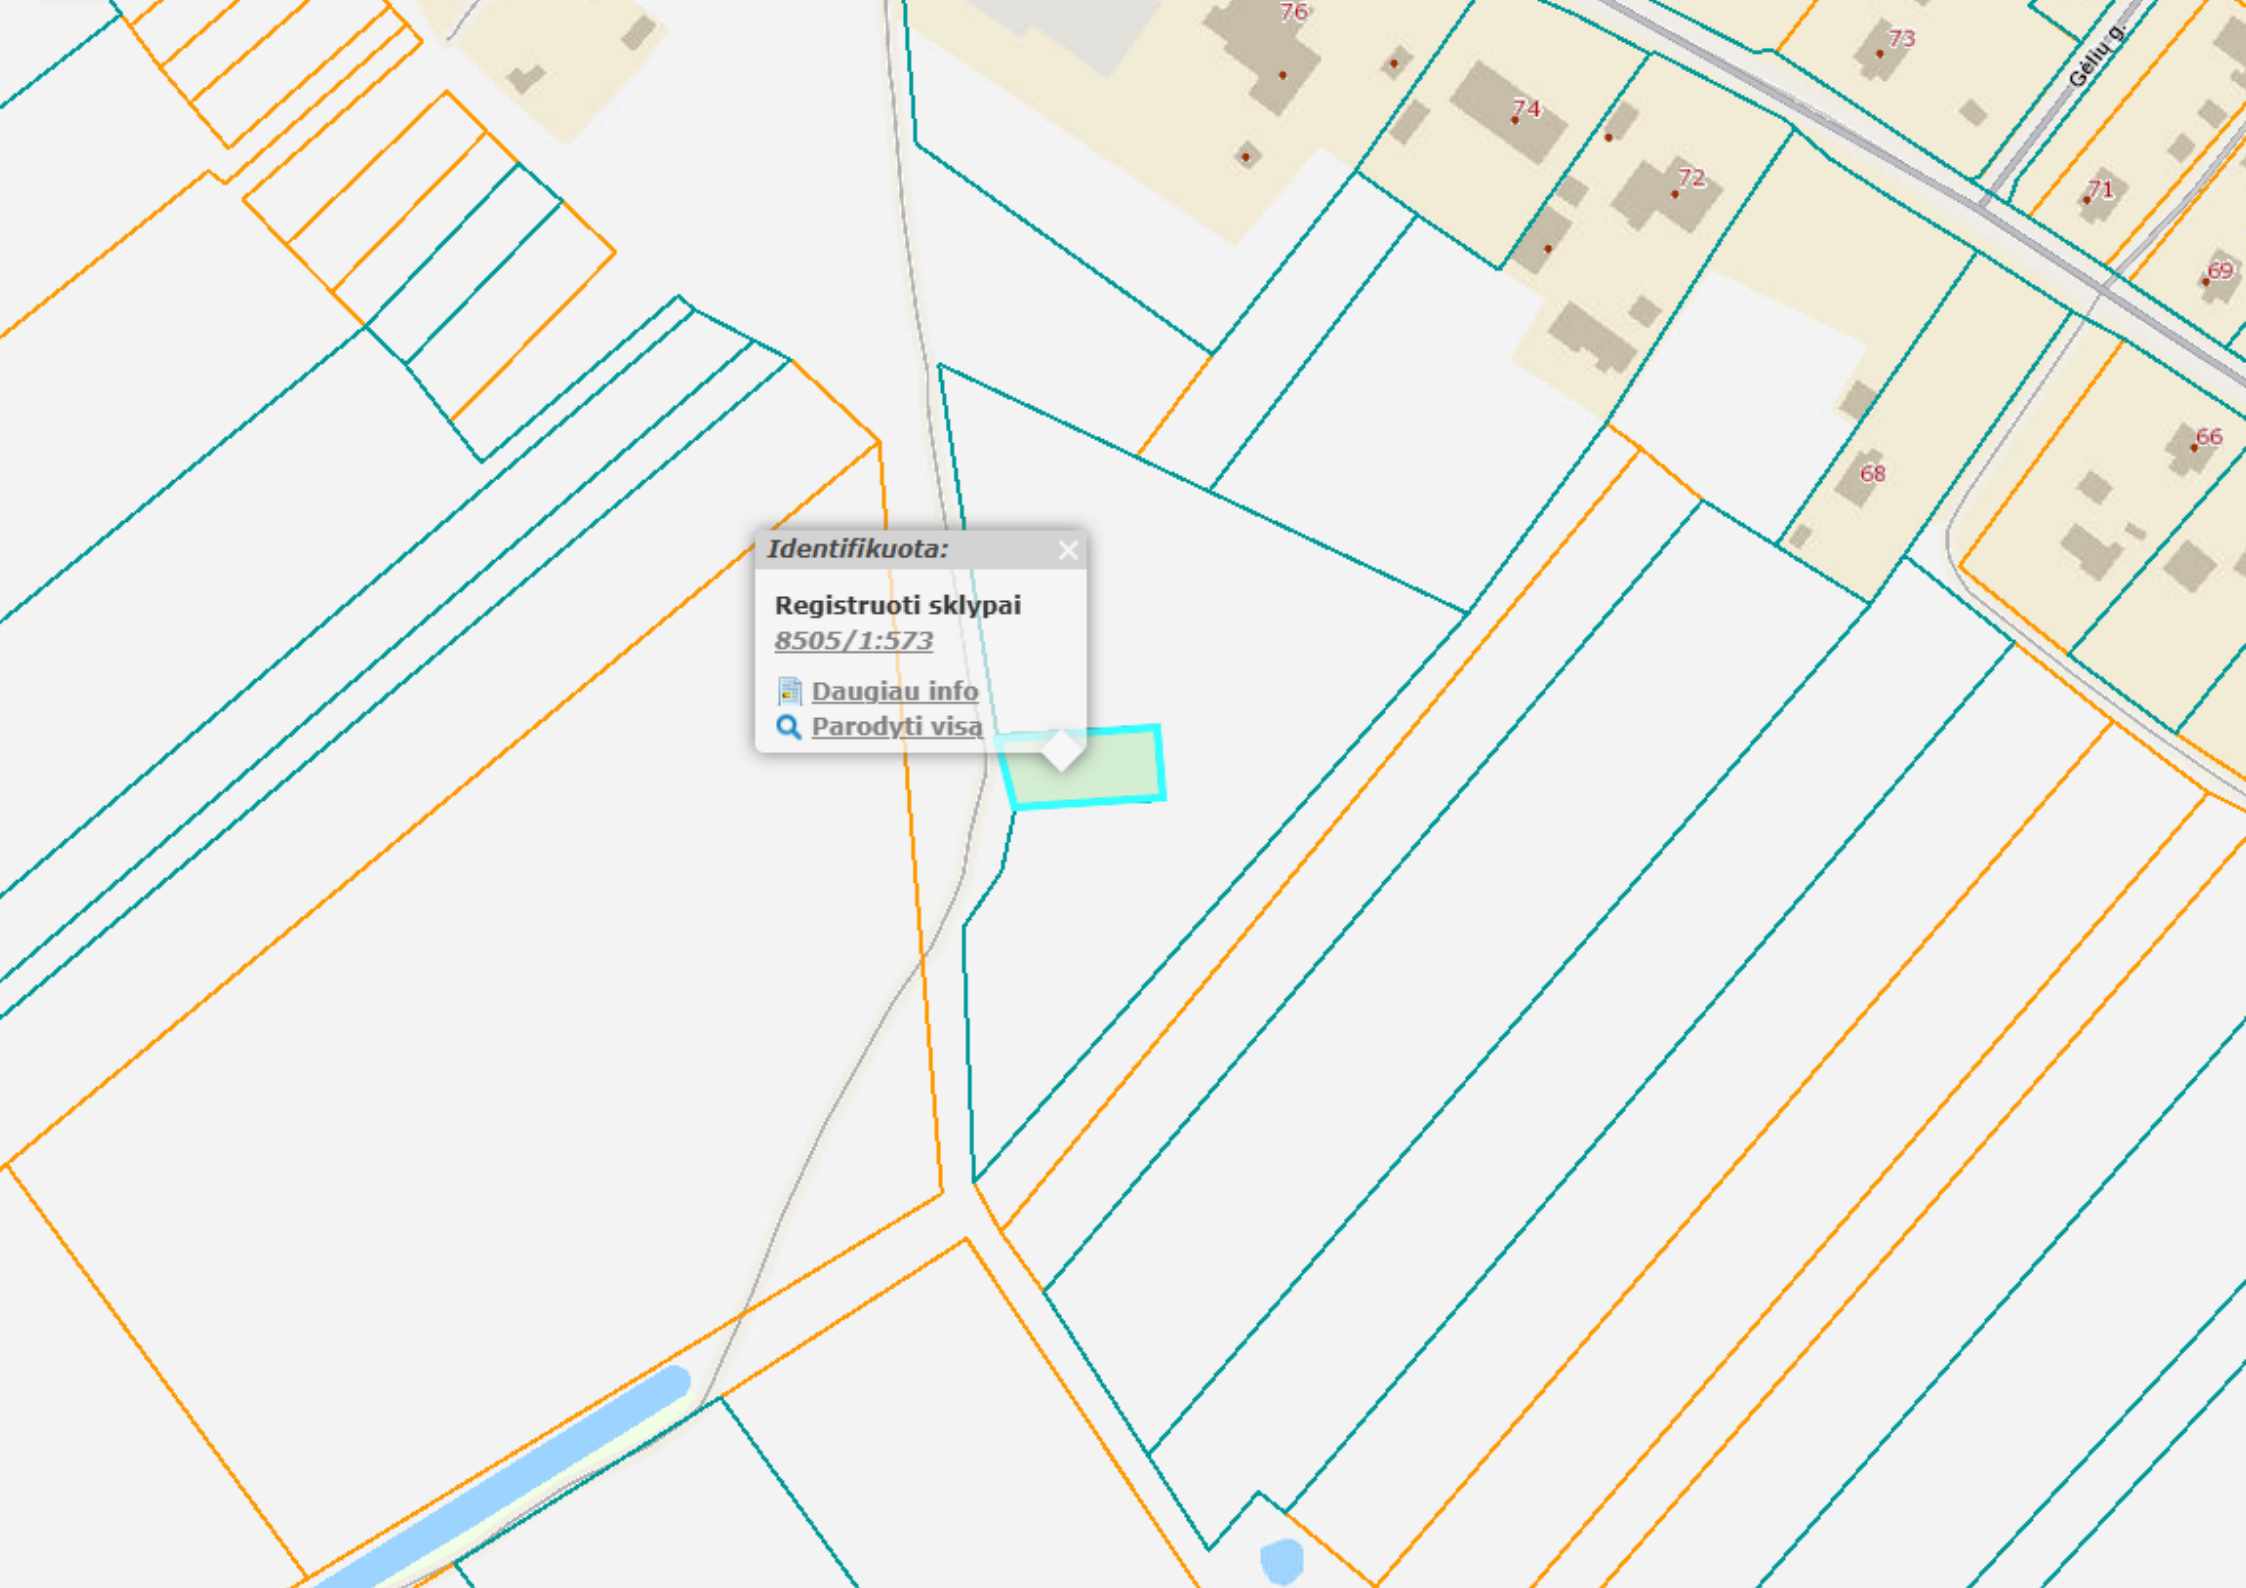 76
73
Gėlių g.
74
72
71
69
66
68
Identifikuota:
Registruoti sklypai
8505/1:573
Daugiau info
Parodyti visą